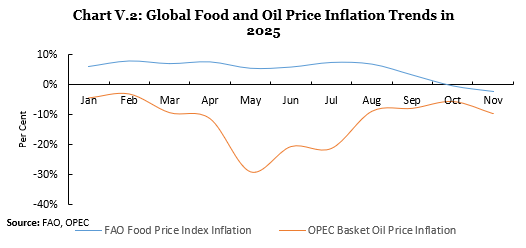 Chart V.2: Global Food and Oil Price Inflation Trends in
2025
10%
0%
-10%
-20%
-30%
-40%
Per Cent
Jan Feb Mar Apr May Jun Jul Aug Sep Oct Nov
Source: FAO, OPEC
FAO Food Price Index Inflation OPEC Basket Oil Price Inflation